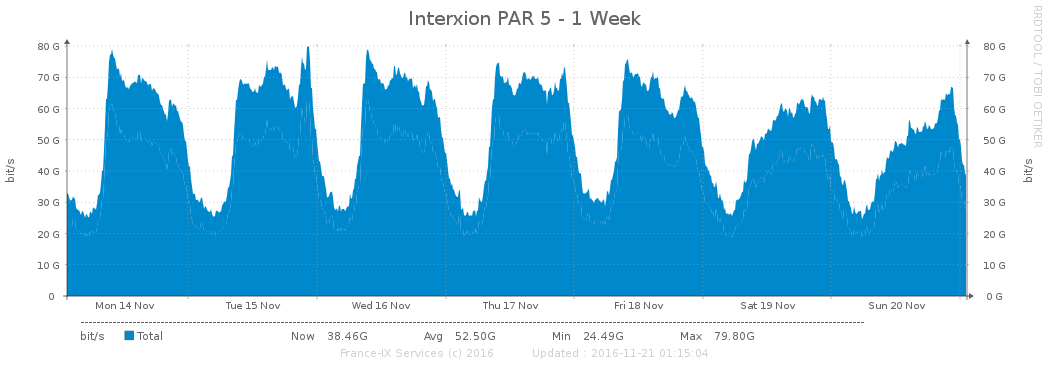 Interxion PAR 5 - 1 Week
RRDTOOL / TOBI OETIKER
80 G 80 G
70 G 70 G
60 G 60 G
50 G 50 G
40 G 40 G
30 G 30 G
20 G 20 G
10 G 10 G
0 0 G
bit/s bit/s
Mon 14 Nov Tue 15 Nov Wed 16 Nov Thu 17 Nov Fri 18 Nov Sat 19 Nov Sun 20 Nov
bit/s Total Now 38.46G Avg 52.50G Min 24.49G Max 79.80G
France-IX Services (c) 2016 Updated : 2016-11-21 01:15:04